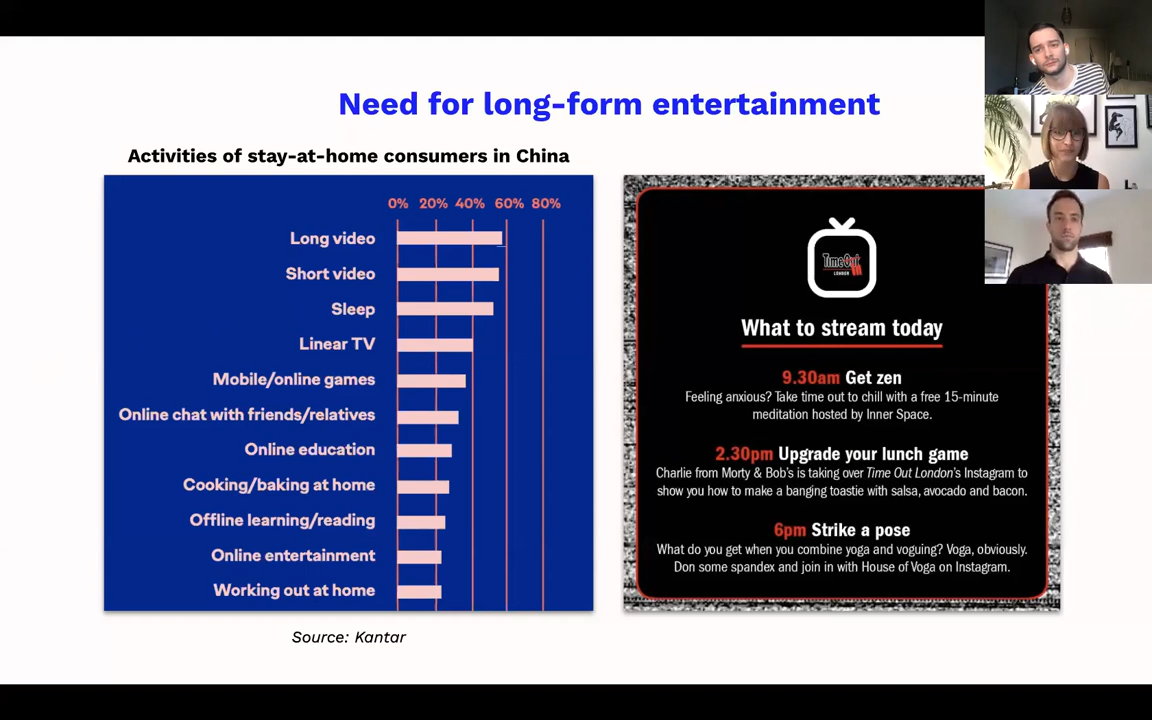 Need for long-form entertainment
Activities of stay-at-home consumers in China
0% 20% 40% 60% 80%
Long video
Short video
Sleep
Linear TV
Mobile/online games
Online chat with friends/relatives
Online education
Cooking/baking at home
Offline learning/reading
Online entertainment
Working out at home
Source: Kantar
TimeOut
LONDON
What to stream today
9.30am Get zen
Feeling anxious? Take time out to chill with a free 15-minute
meditation hosted by Inner Space.
2.30pm Upgrade your lunch game
Charlie from Morty & Bob's is taking over Time Out London's Instagram to
show you how to make a banging toastie with salsa, avocado and bacon.
6pm Strike a pose
What do you get when you combine yoga and voguing? Voga, obviously.
Don some spandex and join in with House of Voga on Instagram.